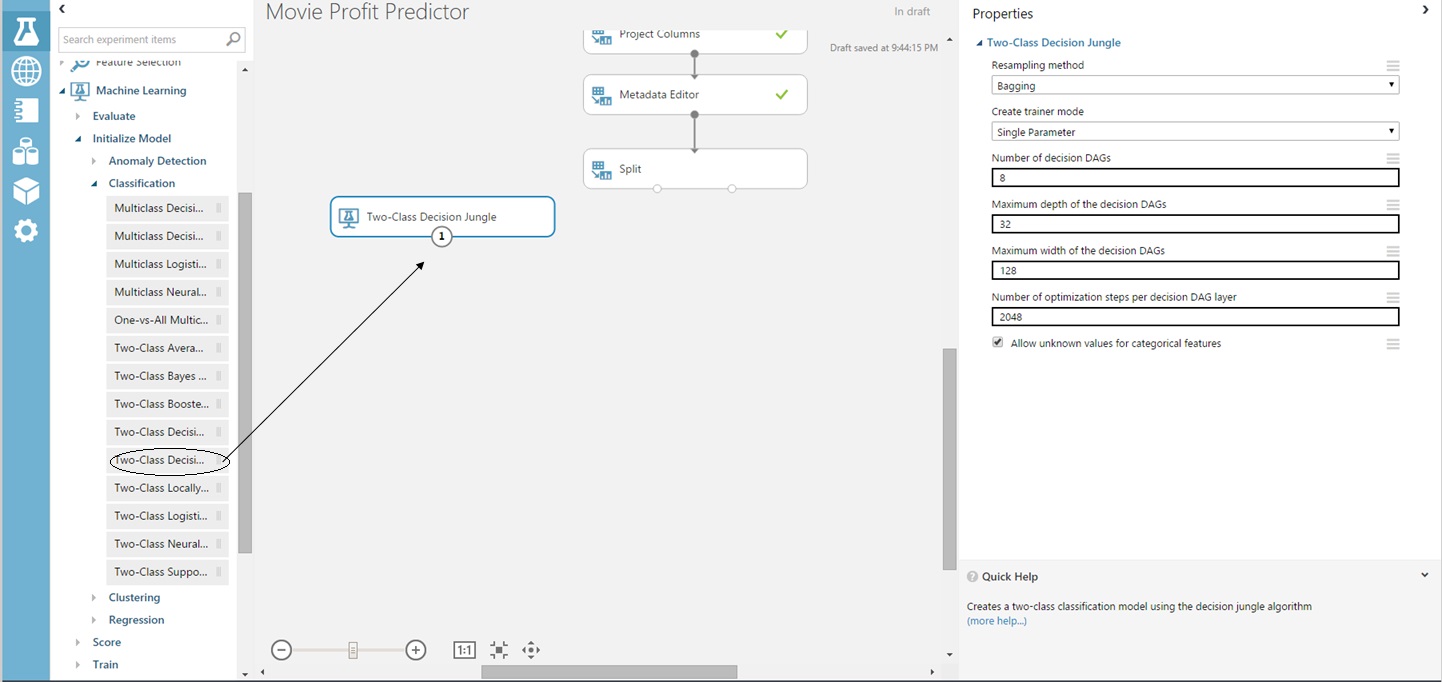 Movie Profit Predictor
In draft
Draft saved at 9:44:15 PM
Search experiment items
Feature Selection
Machine Learning
Evaluate
Initialize Model
Anomaly Detection
Classification
Multiclass Decisi...
Multiclass Decisi...
Multiclass Logisti...
Multiclass Neural...
One-vs-All Multic...
Two-Class Avera...
Two-Class Bayes ...
Two-Class Booste...
Two-Class Decisi...
Two-Class Decisi...
Two-Class Locally...
Two-Class Logisti...
Two-Class Neural...
Two-Class Suppo...
Clustering
Regression
Score
Train
Project Columns
Metadata Editor
Split
Two-Class Decision Jungle
1
1:1
Properties
Two-Class Decision Jungle
Resampling method
Bagging
Create trainer mode
Single Parameter
Number of decision DAGs
8
Maximum depth of the decision DAGs
32
Maximum width of the decision DAGs
128
Number of optimization steps per decision DAG layer
2048
Allow unknown values for categorical features
? Quick Help
Creates a two-class classification model using the decision jungle algorithm
(more help...)